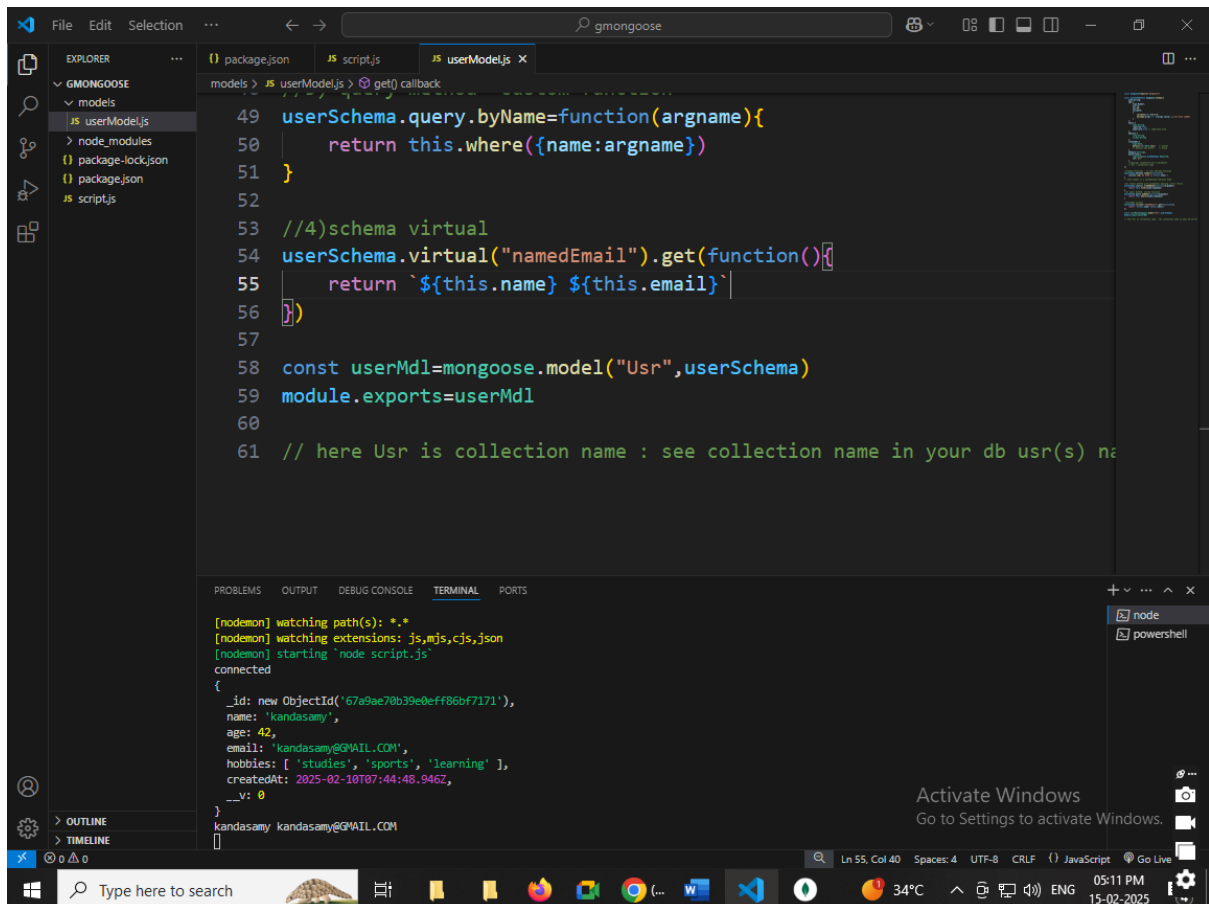 File Edit Selection ··· gmongoose
EXPLORER ···
GMONGOOSE
models
JS userModel.js
node_modules
{} package-lock.json
{} package.json
JS script.js
OUTLINE
TIMELINE
{} package.json JS script.js JS userModel.js
models > JS userModel.js > get() callback
49 userSchema.query.byName=function(argname){
50 return this.where({name:argname})
51 }
52
53 //4)schema virtual
54 userSchema.virtual("namedEmail").get(function(){
55 return `${this.name} ${this.email}`
56 })
57
58 const userMdl=mongoose.model("Usr",userSchema)
59 module.exports=userMdl
60
61 // here Usr is collection name : see collection name in your db usr(s) na
PROBLEMS OUTPUT DEBUG CONSOLE TERMINAL PORTS
node
powershell
[nodemon] watching path(s): *.*
[nodemon] watching extensions: js,mjs,cjs,json
[nodemon] starting `node script.js`
connected
{
_id: new ObjectId('67a9ae70b39e0eff86bf7171'),
name: 'kandasamy',
age: 42,
email: 'kandasamy@GMAIL.COM',
hobbies: [ 'studies', 'sports', 'learning' ],
createdAt: 2025-02-10T07:44:48.946Z,
__v: 0
}
kandasamy kandasamy@GMAIL.COM
Activate Windows
Go to Settings to activate Windows.
0 0 Ln 55, Col 40 Spaces: 4 UTF-8 CRLF {} JavaScript Go Live
Type here to search (... 1 34°C ENG 05:11 PM
15-02-2025